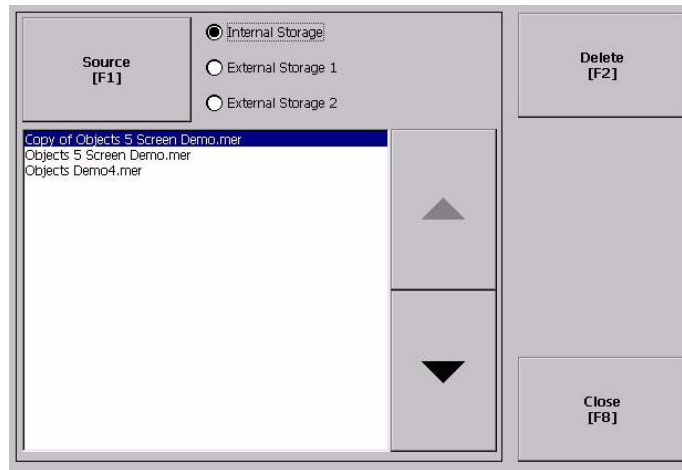 Source
[F1]
Internal Storage
External Storage 1
External Storage 2
Delete
[F2]
Copy of Objects 5 Screen Demo.mer
Objects 5 Screen Demo.mer
Objects Demo4.mer
Close
[F8]